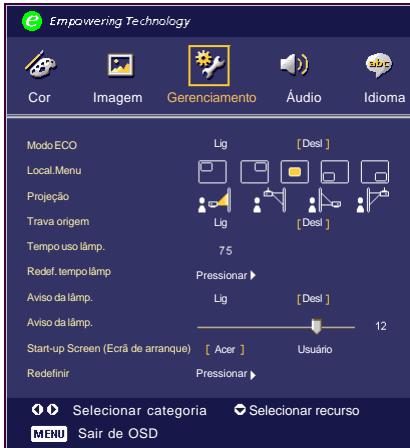 e Empowering Technology
Cor Imagem Gerenciamento Áudio Idioma
abc
Modo ECO Lig [ Desl ]
Local.Menu
Projeção
Trava origem Lig [ Desl ]
Tempo uso lâmp. 75
Redef. tempo lâmp Pressionar
Aviso da lâmp. Lig [ Desl ]
Aviso da lâmp. 12
Start-up Screen (Ecrã de arranque) [ Acer ] Usuário
Redefinir Pressionar
Selecionar categoria Selecionar recurso
MENU Sair de OSD